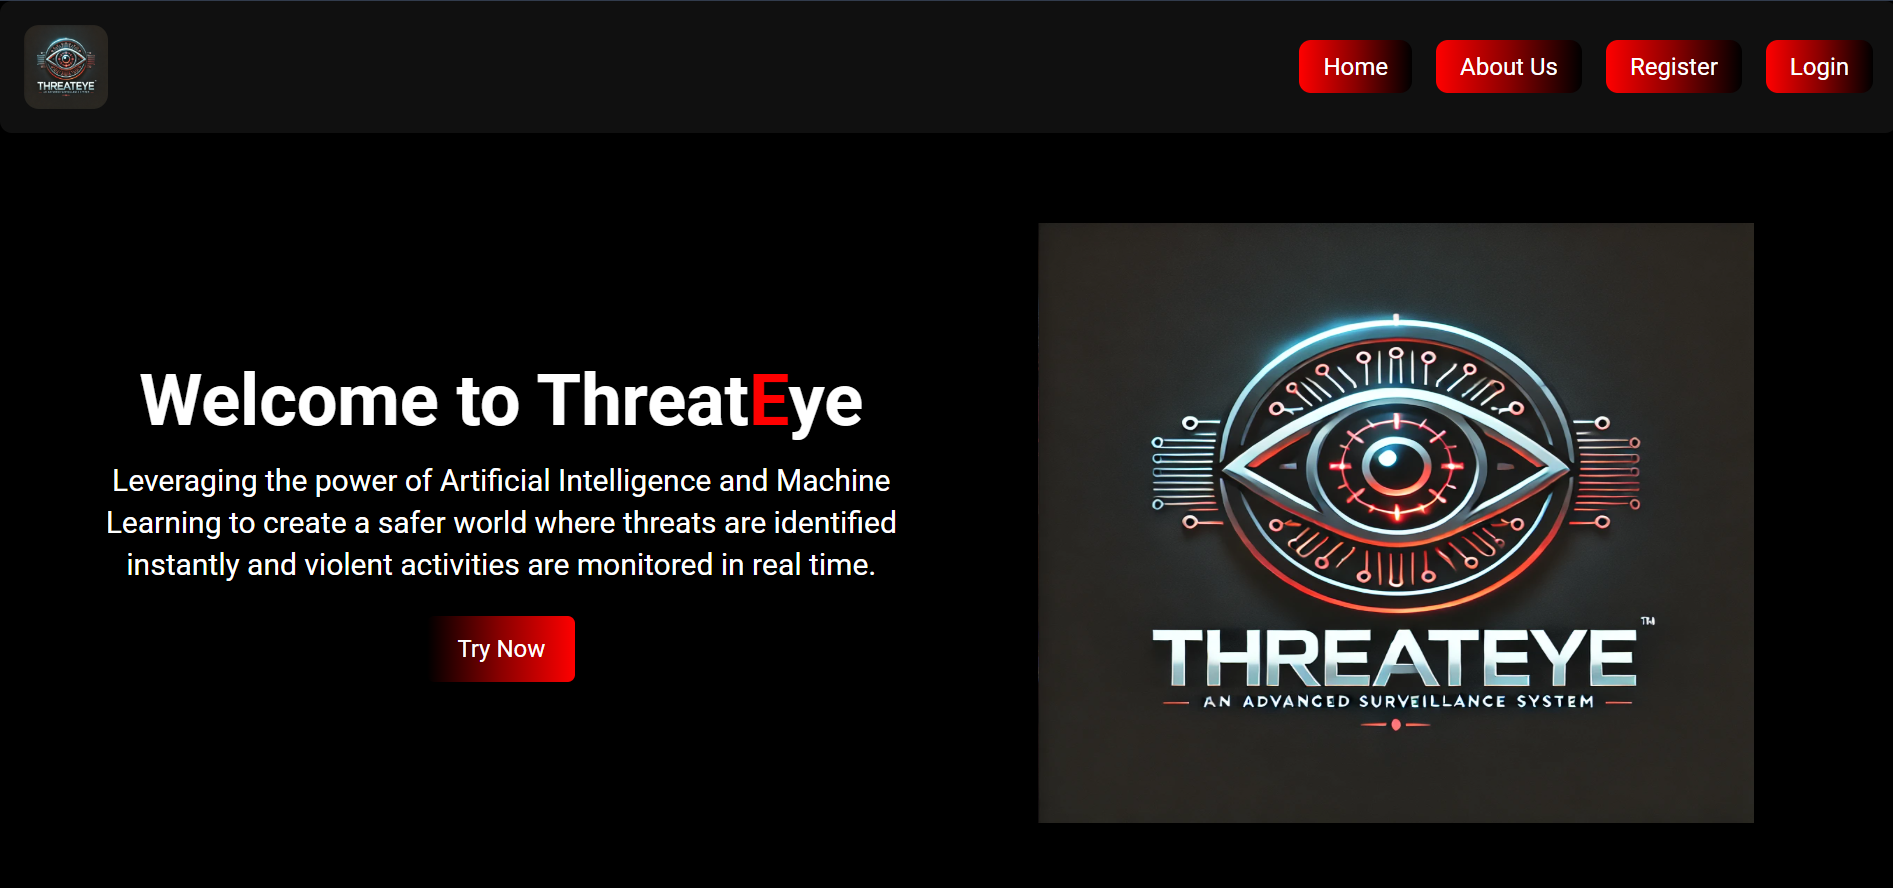 THREATEYE
Home
About Us
Register
Login
Welcome to ThreatEye
Leveraging the power of Artificial Intelligence and Machine
Learning to create a safer world where threats are identified
instantly and violent activities are monitored in real time.
Try Now
THREATEYE™
AN ADVANCED SURVEILLANCE SYSTEM